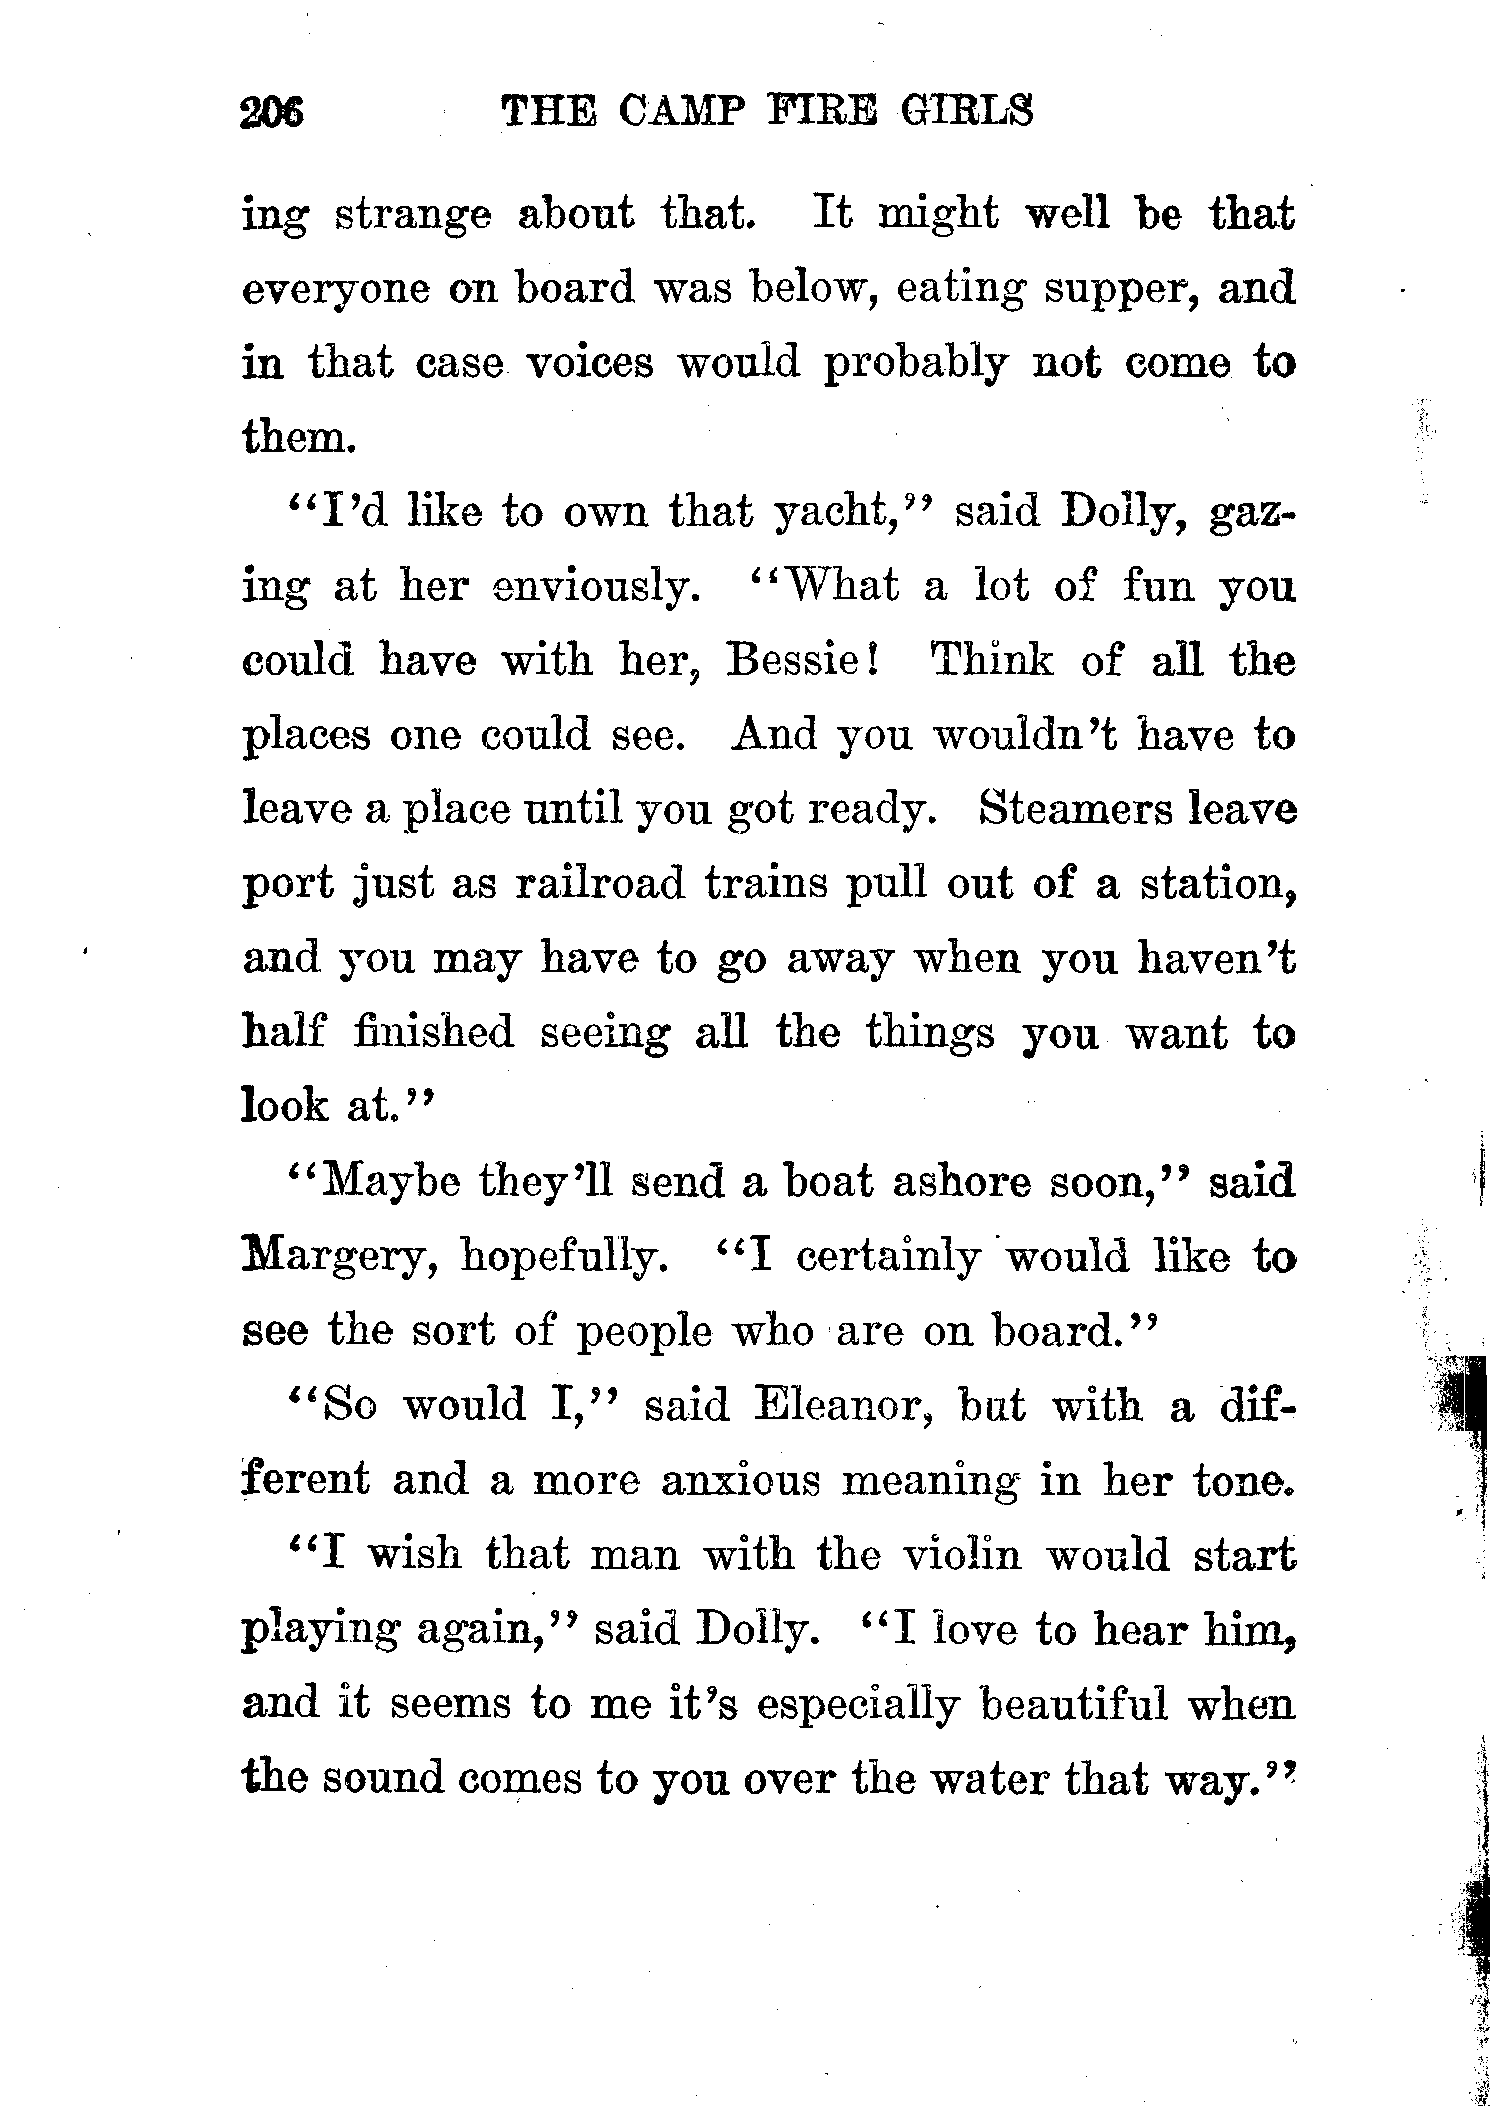 206 THE CAMP FIRE GIRLS
ing strange about that. It might well be that
everyone on board was below, eating supper, and
in that case voices would probably not come to
them.
"I'd like to own that yacht," said Dolly, gaz-
ing at her enviously. "What a lot of fun you
could have with her, Bessie! Think of all the
places one could see. And you wouldn't have to
leave a place until you got ready. Steamers leave
port just as railroad trains pull out of a station,
and you may have to go away when you haven't
half finished seeing all the things you want to
look at."
"Maybe they'll send a boat ashore soon," said
Margery, hopefully. "I certainly would like to
see the sort of people who are on board."
"So would I," said Eleanor, but with a dif-
ferent and a more anxious meaning in her tone.
"I wish that man with the violin would start
playing again," said Dolly. "I love to hear him,
and it seems to me it's especially beautiful when
the sound comes to you over the water that way."